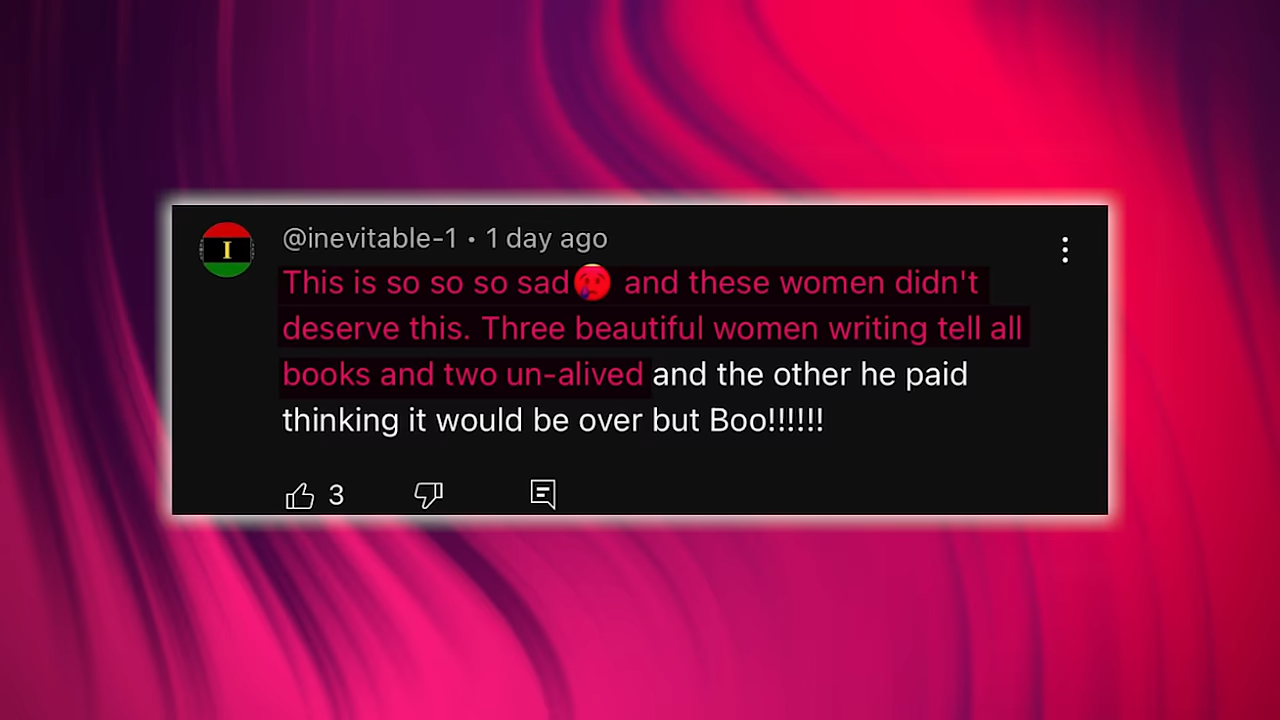 I
@inevitable-1 • 1 day ago
This is so so so sad😢 and these women didn't
deserve this. Three beautiful women writing tell all
books and two un-alived and the other he paid
thinking it would be over but Boo!!!!!!
3